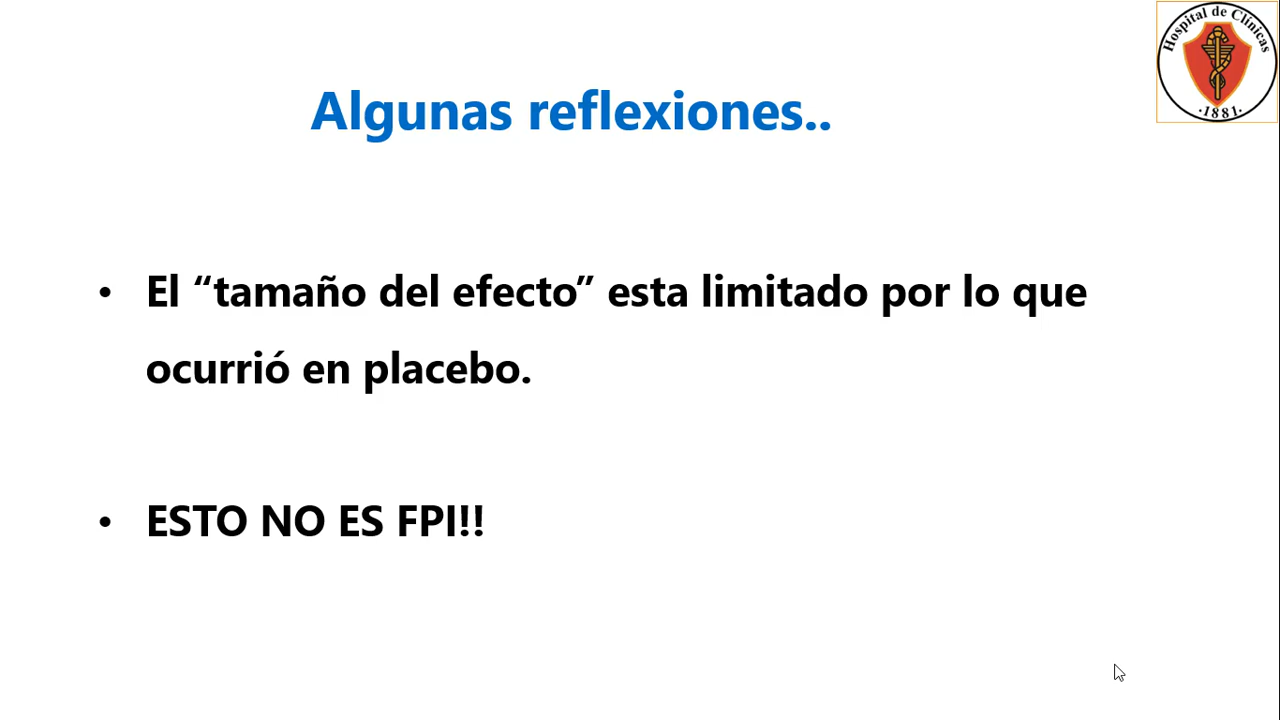 Hospital de Clínicas
·1881·
Algunas reflexiones..
• El “tamaño del efecto” esta limitado por lo que
ocurrió en placebo.
• ESTO NO ES FPI!!